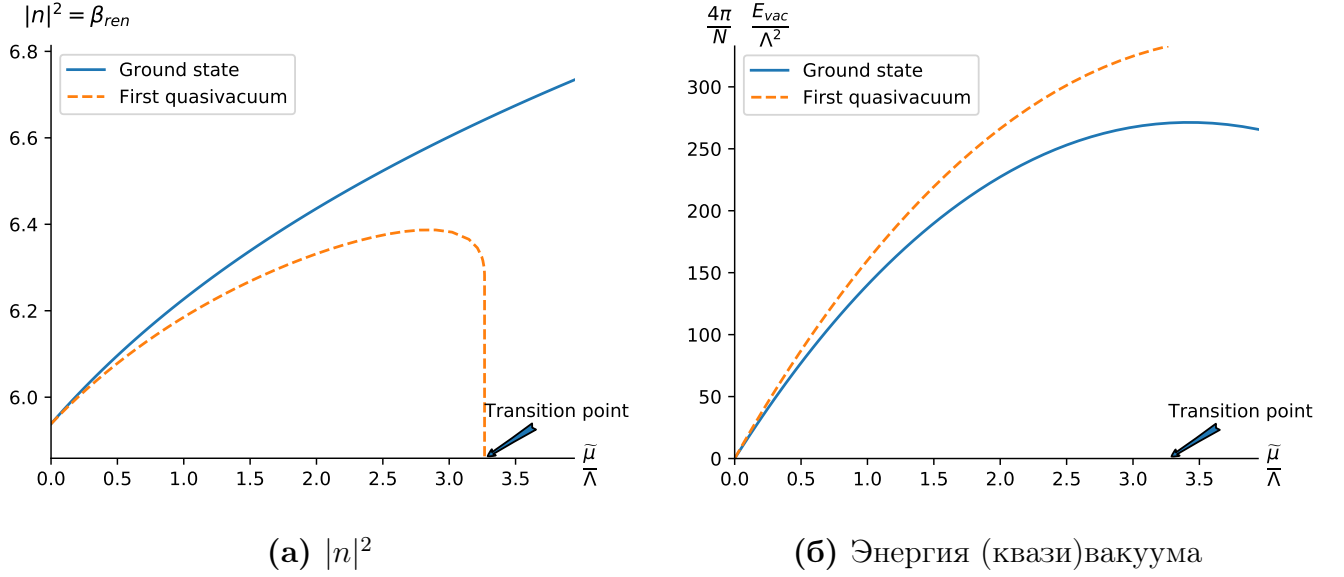 |n|² = β_ren
6.8
6.6
6.4
6.2
6.0
Ground state
First quasivacuum
Transition point
0.0 0.5 1.0 1.5 2.0 2.5 3.0 3.5
μ̃/Λ
(а) |n|²
4π/N E_vac/Λ²
300
250
200
150
100
50
0
Ground state
First quasivacuum
Transition point
0.0 0.5 1.0 1.5 2.0 2.5 3.0 3.5
μ̃/Λ
(б) Энергия (квази)вакуума